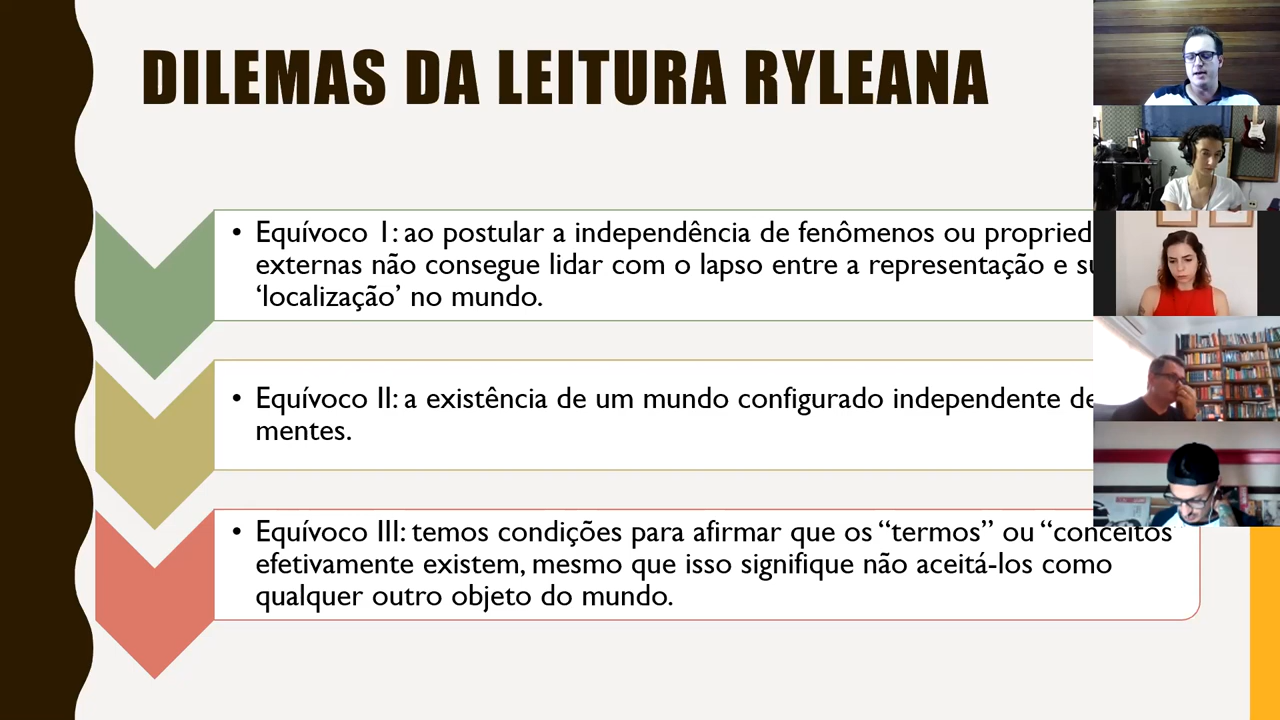 DILEMAS DA LEITURA RYLEANA
• Equívoco I: ao postular a independência de fenômenos ou
externas não consegue lidar com o lapso entre a representação e
‘localização’ no mundo.
• Equívoco II: a existência de um mundo configurado independente
mentes.
• Equívoco III: temos condições para afirmar que os “termos” ou “conceitos
efetivamente existem, mesmo que isso signifique não aceitá-los como
qualquer outro objeto do mundo.